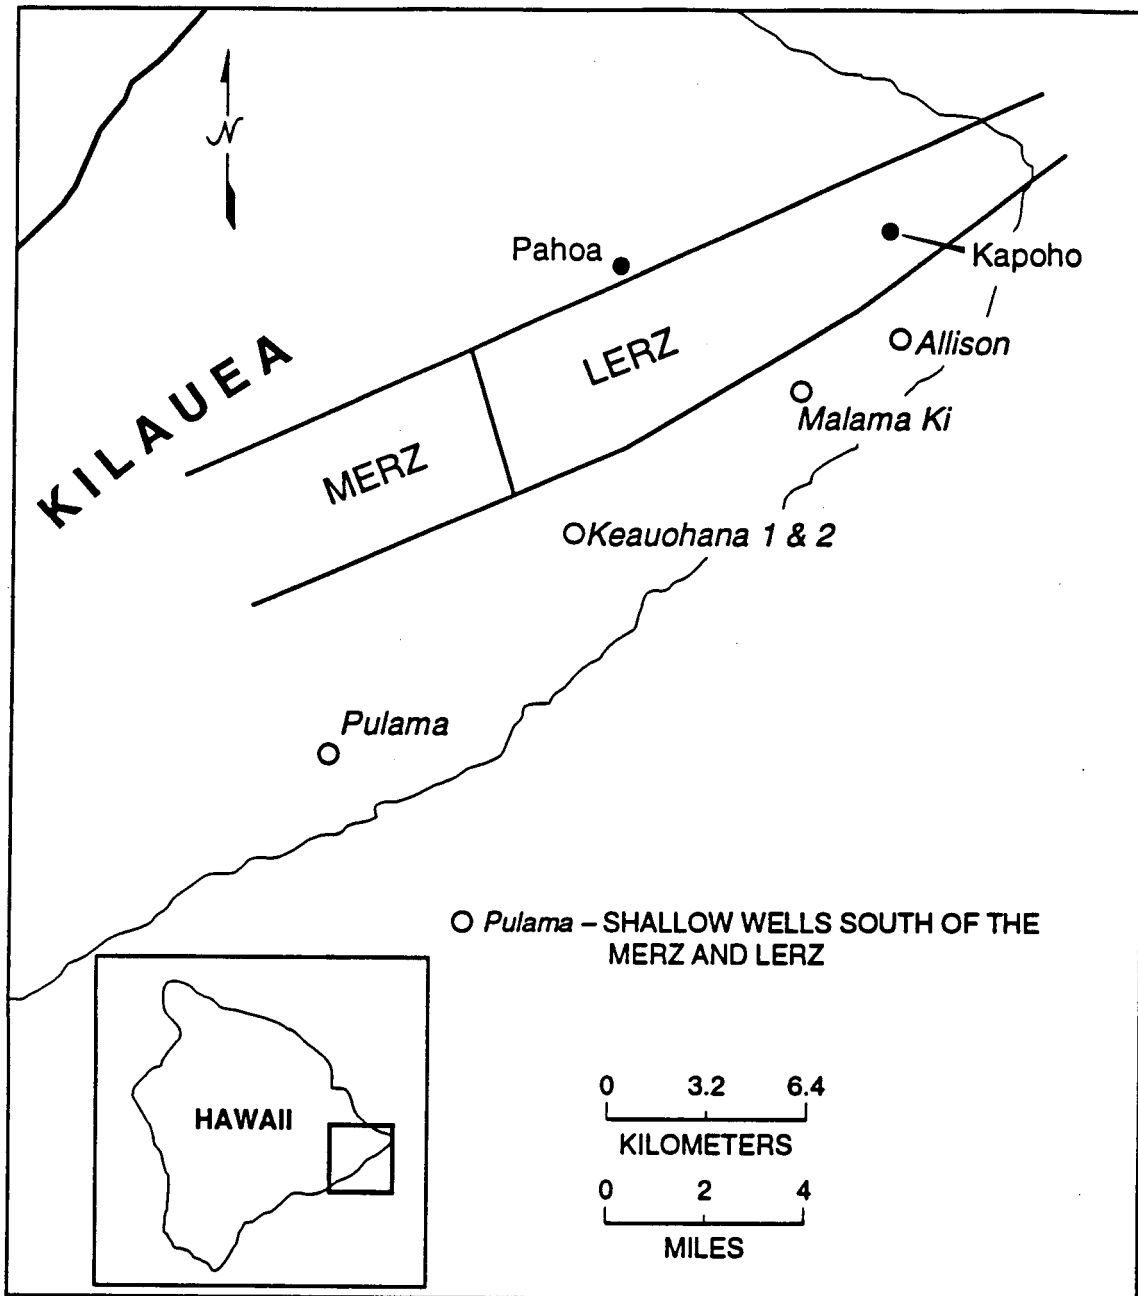 N
Pahoa
Kapoho
KILAUEA
LERZ
Allison
Malama Ki
MERZ
Keauohana 1 & 2
Pulama
Pulama – SHALLOW WELLS SOUTH OF THE
MERZ AND LERZ
HAWAII
0 3.2 6.4
KILOMETERS
0 2 4
MILES